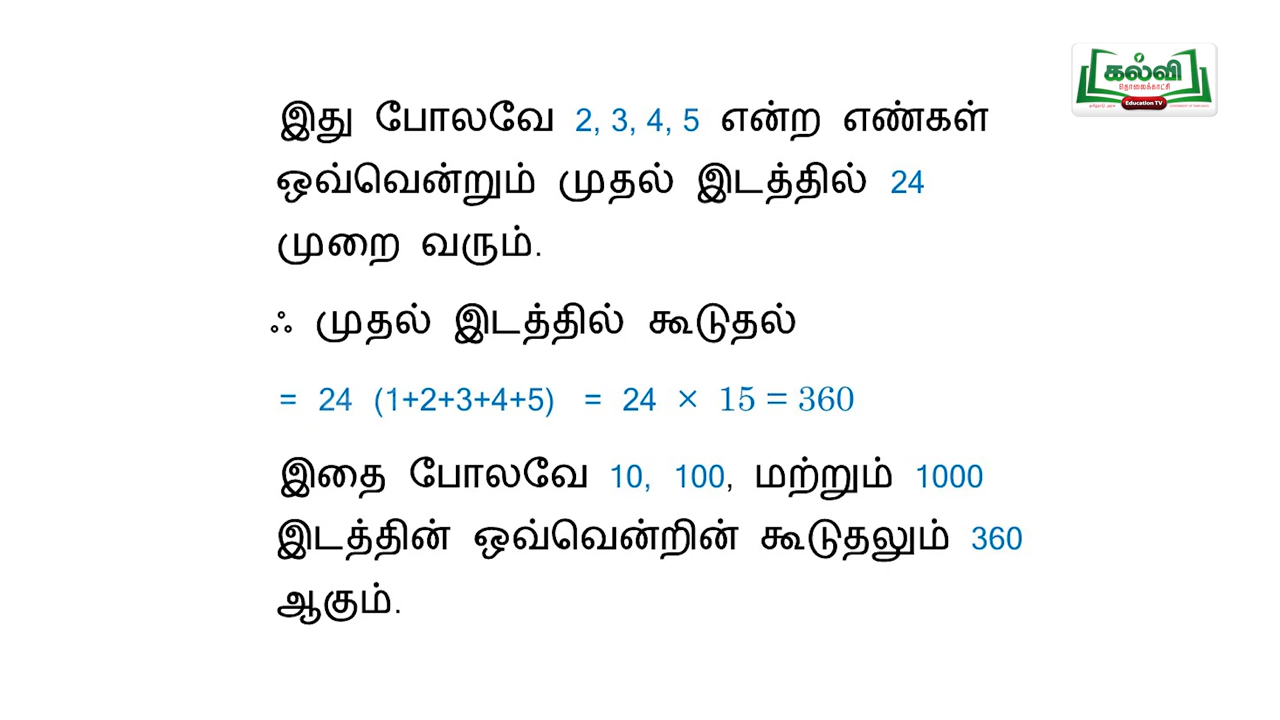 கல்வி
தொலைக்காட்சி
Education TV
இது போலவே 2, 3, 4, 5 என்ற எண்கள்
ஒவ்வென்றும் முதல் இடத்தில் 24
முறை வரும்.
ஃ முதல் இடத்தில் கூடுதல்
= 24 (1+2+3+4+5) = 24 × 15 = 360
இதை போலவே 10, 100, மற்றும் 1000
இடத்தின் ஒவ்வென்றின் கூடுதலும் 360
ஆகும்.